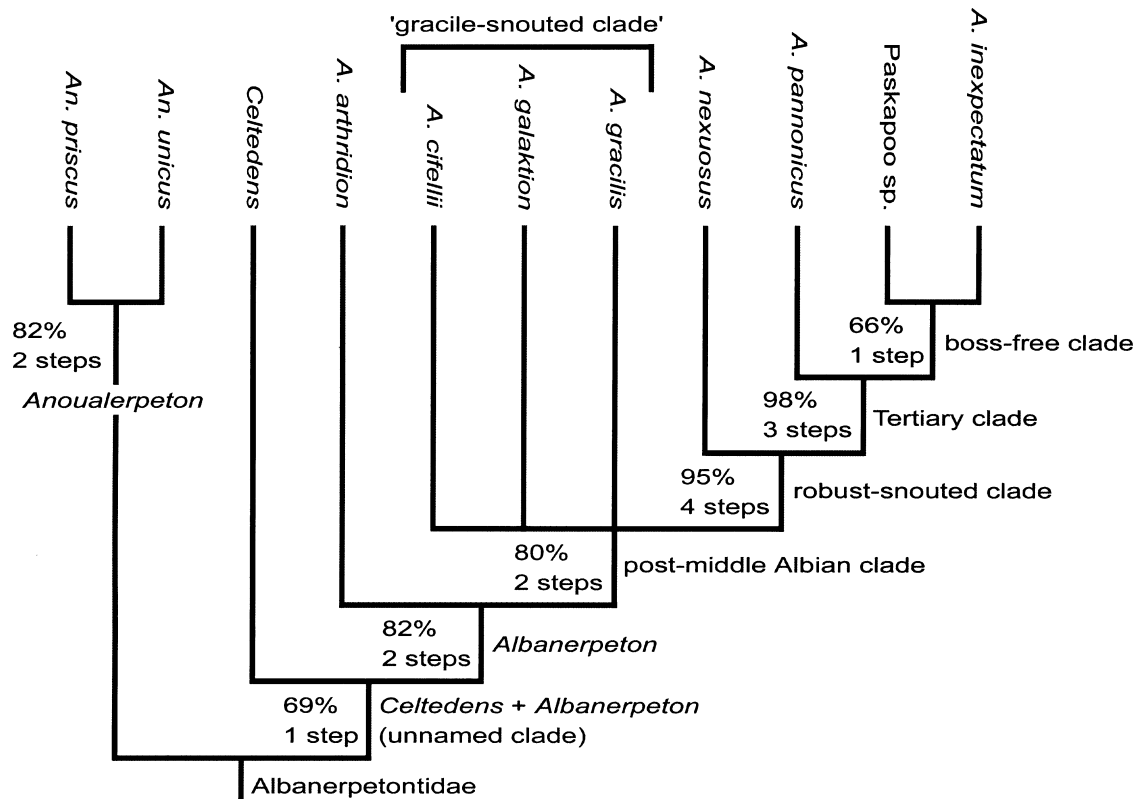 'gracile-snouted clade'
An. priscus
An. unicus
Celtedens
A. arthridion
A. cifellii
A. galaktion
A. gracilis
A. nexuosus
A. pannonicus
Paskapoo sp.
A. inexpectatum
82%
2 steps
Anoualerpeton
66%
1 step
boss-free clade
98%
3 steps
Tertiary clade
95%
4 steps
robust-snouted clade
80%
2 steps
post-middle Albian clade
82%
2 steps
Albanerpeton
69%
1 step
Celtedens + Albanerpeton
(unnamed clade)
Albanerpetontidae